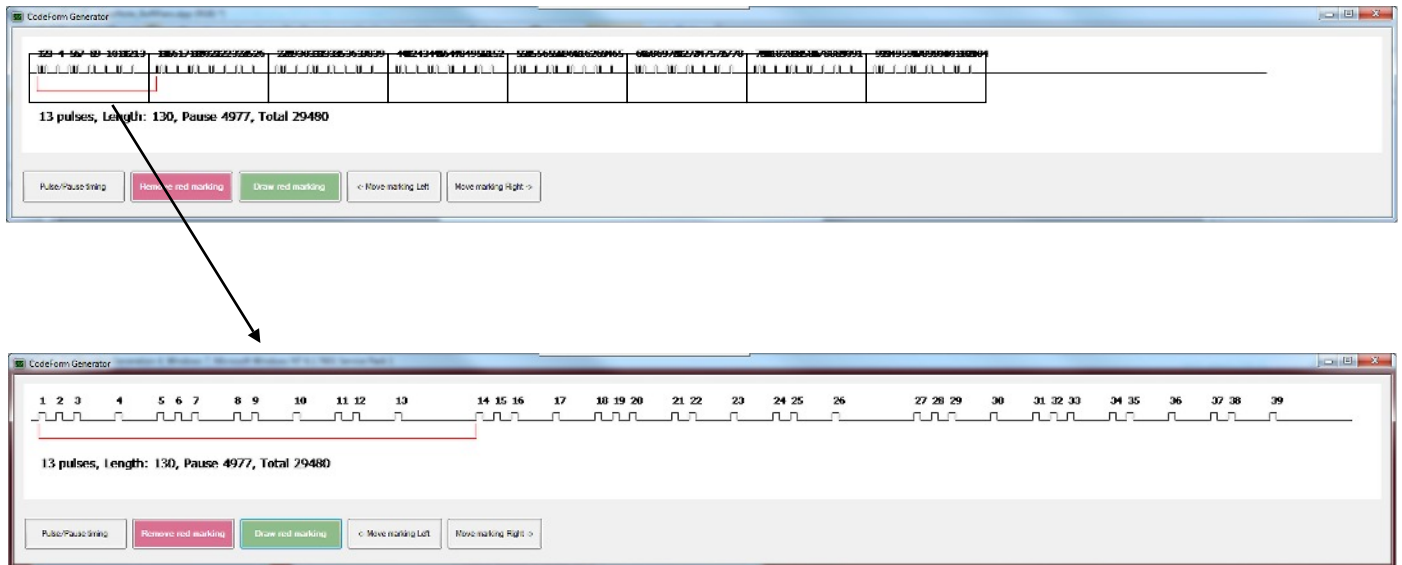 CodeForm Generator
13 pulses, Length: 130, Pause 4977, Total 29480
Pulse/Pause timing Remove red marking Draw red marking <- Move marking Left Move marking Right ->
CodeForm Generator
1 2 3 4 5 6 7 8 9 10 11 12 13 14 15 16 17 18 19 20 21 22 23 24 25 26 27 28 29 30 31 32 33 34 35 36 37 38 39
13 pulses, Length: 130, Pause 4977, Total 29480
Pulse/Pause timing Remove red marking Draw red marking <- Move marking Left Move marking Right ->